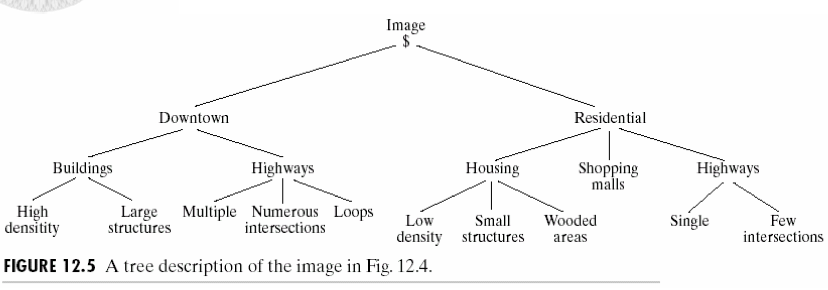 Image
$
Downtown
Residential
Buildings
Highways
Housing
Shopping
malls
Highways
High
densitity
Large
structures
Multiple
Numerous
intersections
Loops
Low
density
Small
structures
Wooded
areas
Single
Few
intersections
FIGURE 12.5 A tree description of the image in Fig. 12.4.